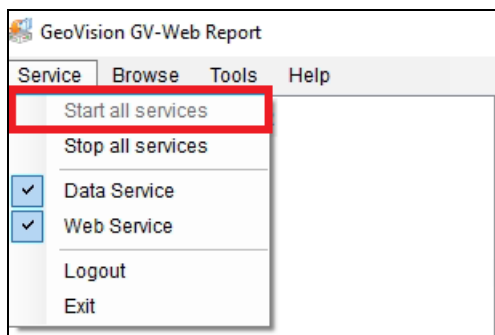 GeoVision GV-Web Report
Service Browse Tools Help
Start all services
Stop all services
Data Service
Web Service
Logout
Exit